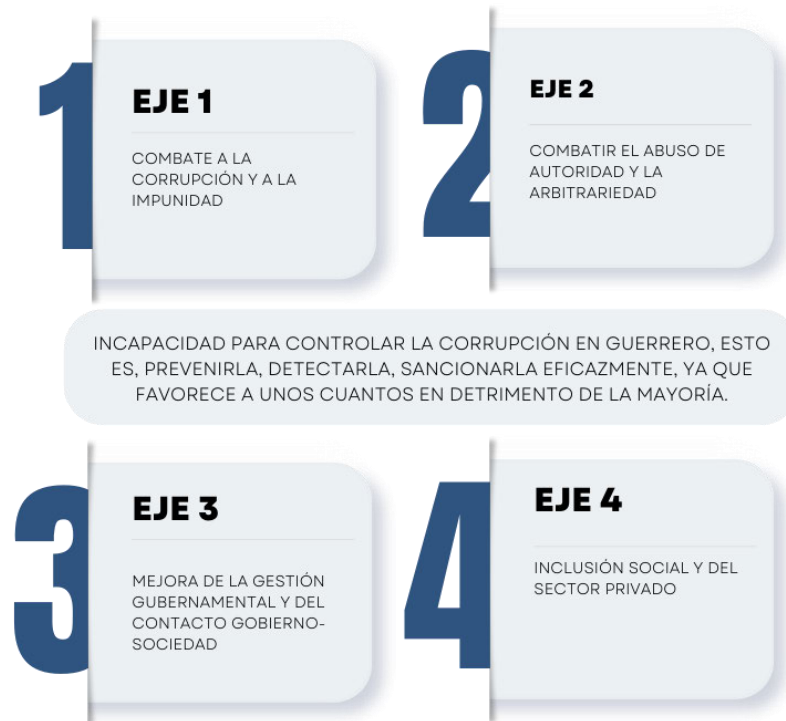 1
EJE 1
COMBATE A LA
CORRUPCIÓN Y A LA
IMPUNIDAD
2
EJE 2
COMBATIR EL ABUSO DE
AUTORIDAD Y LA
ARBITRARIEDAD
INCAPACIDAD PARA CONTROLAR LA CORRUPCIÓN EN GUERRERO, ESTO
ES, PREVENIRLA, DETECTARLA, SANCIONARLA EFICAZMENTE, YA QUE
FAVORECE A UNOS CUANTOS EN DETRIMENTO DE LA MAYORÍA.
3
EJE 3
MEJORA DE LA GESTIÓN
GUBERNAMENTAL Y DEL
CONTACTO GOBIERNO-
SOCIEDAD
4
EJE 4
INCLUSIÓN SOCIAL Y DEL
SECTOR PRIVADO